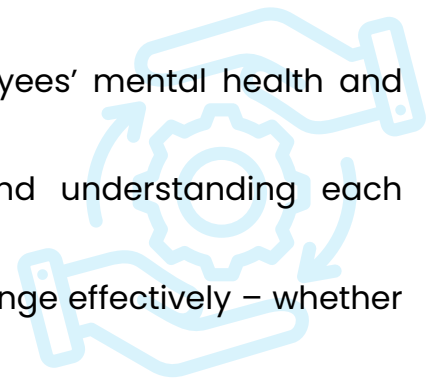 yees’ mental health and
nd understanding each
nge effectively – whether